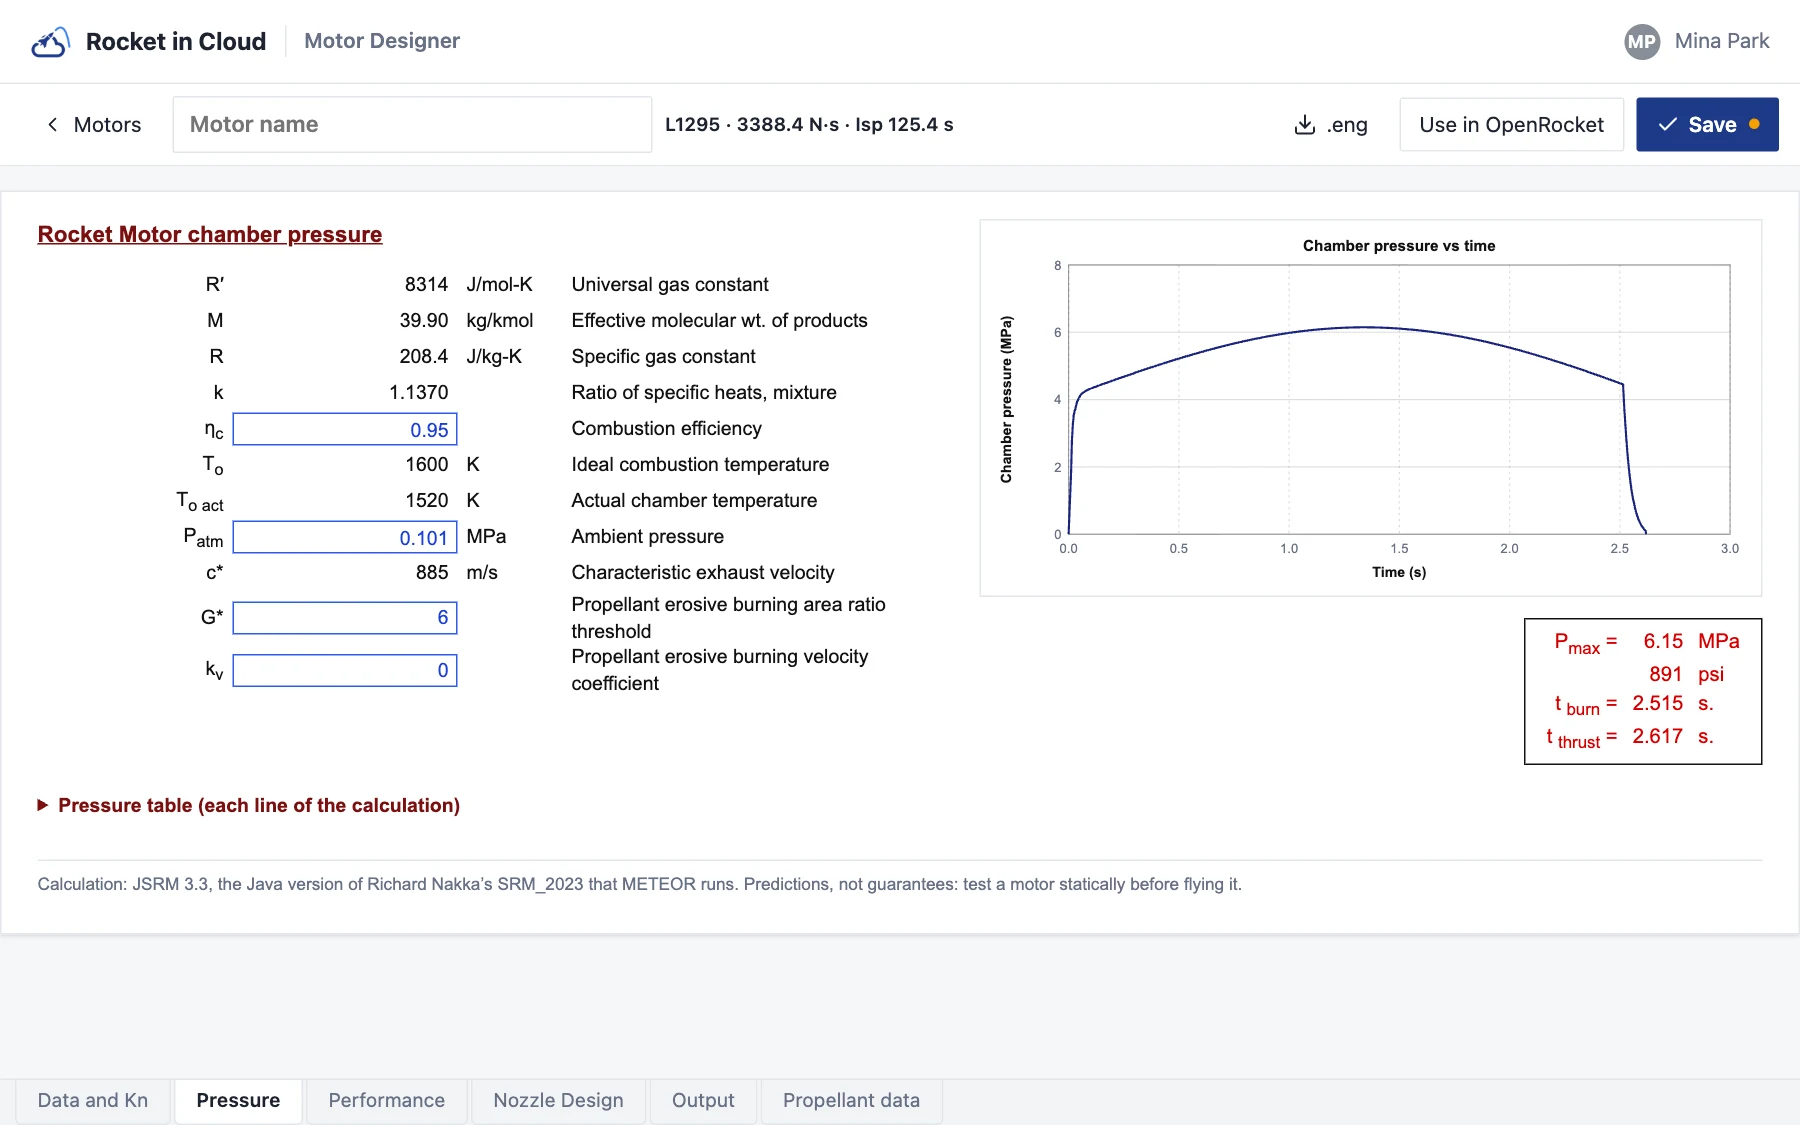 Rocket in Cloud
Motor Designer
MP
Mina Park
Motors
Motor name
L1295 · 3388.4 N·s · Isp 125.4 s
.eng
Use in OpenRocket
Save
Rocket Motor chamber pressure
R′ 8314 J/mol-K Universal gas constant
M 39.90 kg/kmol Effective molecular wt. of products
R 208.4 J/kg-K Specific gas constant
k 1.1370 Ratio of specific heats, mixture
ηc 0.95 Combustion efficiency
To 1600 K Ideal combustion temperature
To act 1520 K Actual chamber temperature
Patm 0.101 MPa Ambient pressure
c* 885 m/s Characteristic exhaust velocity
G* 6 Propellant erosive burning area ratio
threshold
kv 0 Propellant erosive burning velocity
coefficient
Chamber pressure vs time
Chamber pressure (MPa)
8
6
4
2
0
0.0 0.5 1.0 1.5 2.0 2.5 3.0
Time (s)
Pmax = 6.15 MPa
891 psi
t burn = 2.515 s.
t thrust = 2.617 s.
Pressure table (each line of the calculation)
Calculation: JSRM 3.3, the Java version of Richard Nakka’s SRM_2023 that METEOR runs. Predictions, not guarantees: test a motor statically before flying it.
Data and Kn
Pressure
Performance
Nozzle Design
Output
Propellant data